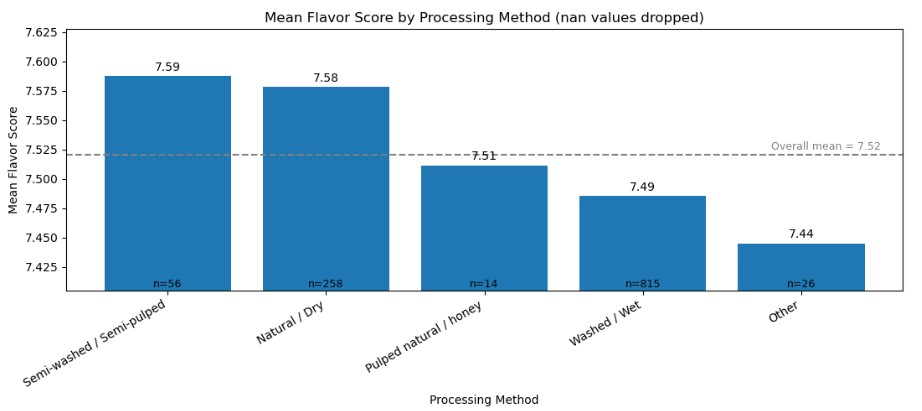 Mean Flavor Score by Processing Method (nan values dropped)
Mean Flavor Score
7.625
7.600
7.575
7.550
7.525
7.500
7.475
7.450
7.425
7.59
7.58
7.51
7.49
7.44
Overall mean = 7.52
n=56
n=258
n=14
n=815
n=26
Semi-washed / Semi-pulped
Natural / Dry
Pulped natural / honey
Washed / Wet
Other
Processing Method